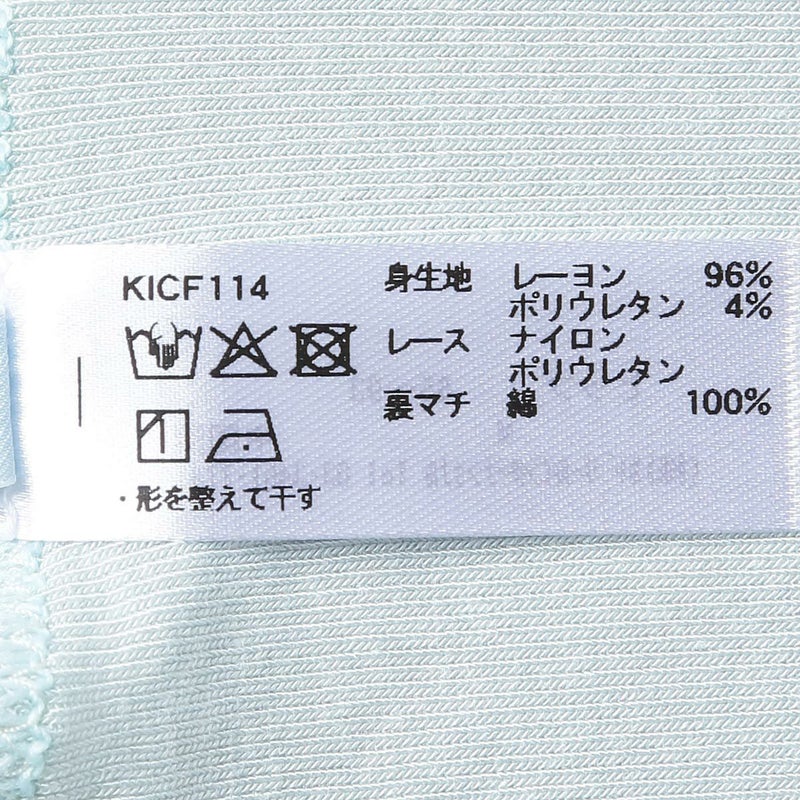 KICF114
身生地 レーヨン 96%
ポリウレタン 4%
レース ナイロン
ポリウレタン
裏マチ 綿 100%
・形を整えて干す